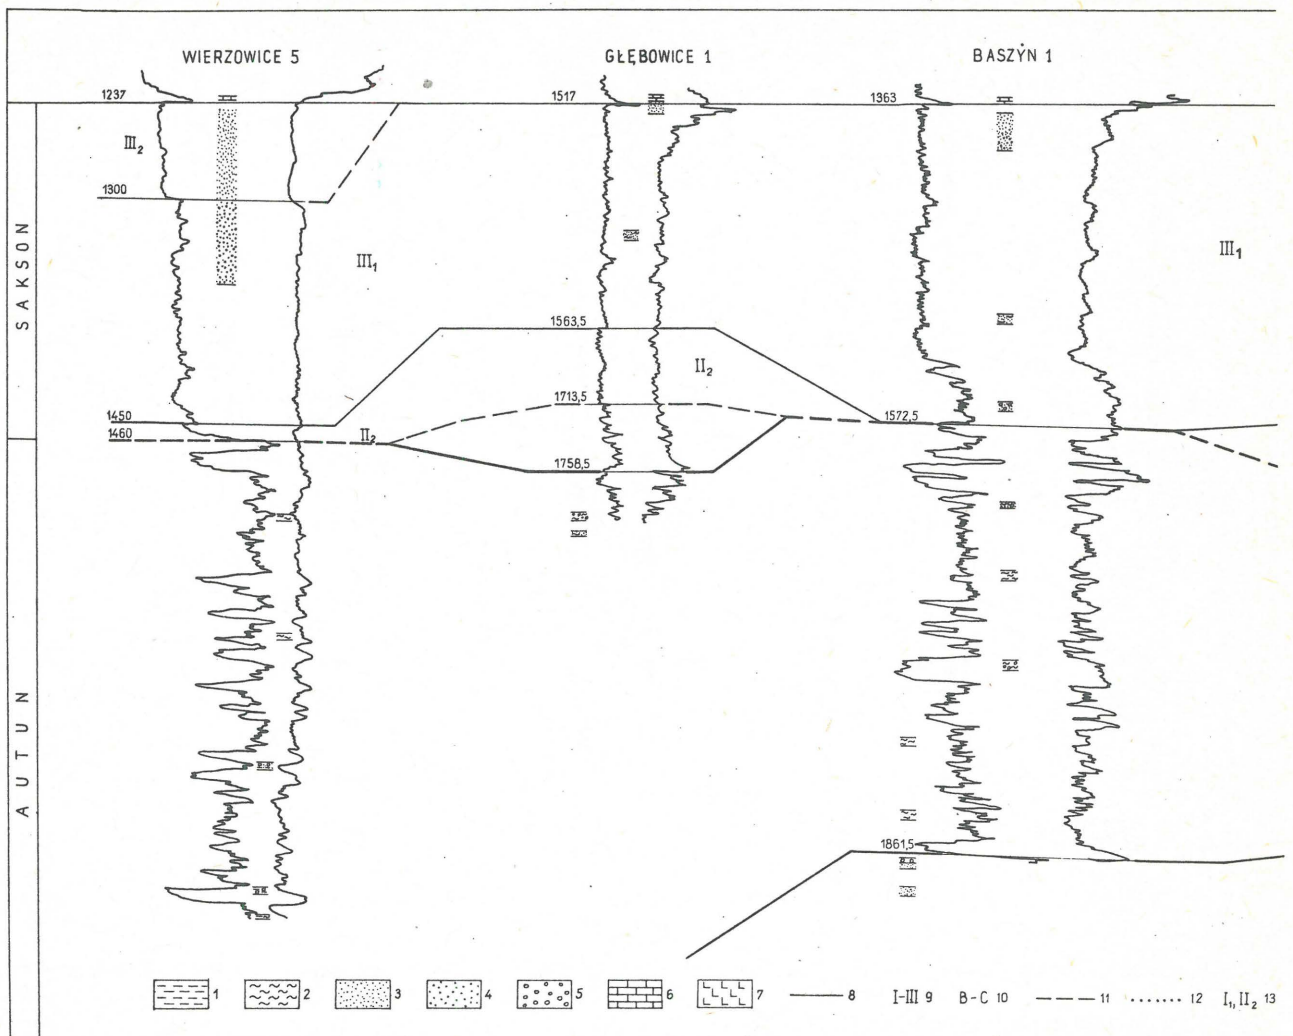 WIERZOWICE 5 GŁĘBOWICE 1 BASZYŃ 1
1237 1517 1363
III₂
1300
SAKSON
III₁ III₁
1563,5
II₂
1713,5
1450 1572,5
1460 II₂
1758,5
AUTUN
1861,5
1 2 3 4 5 6 7 8 I-III 9 B-C 10 11 12 I₁, II₂ 13